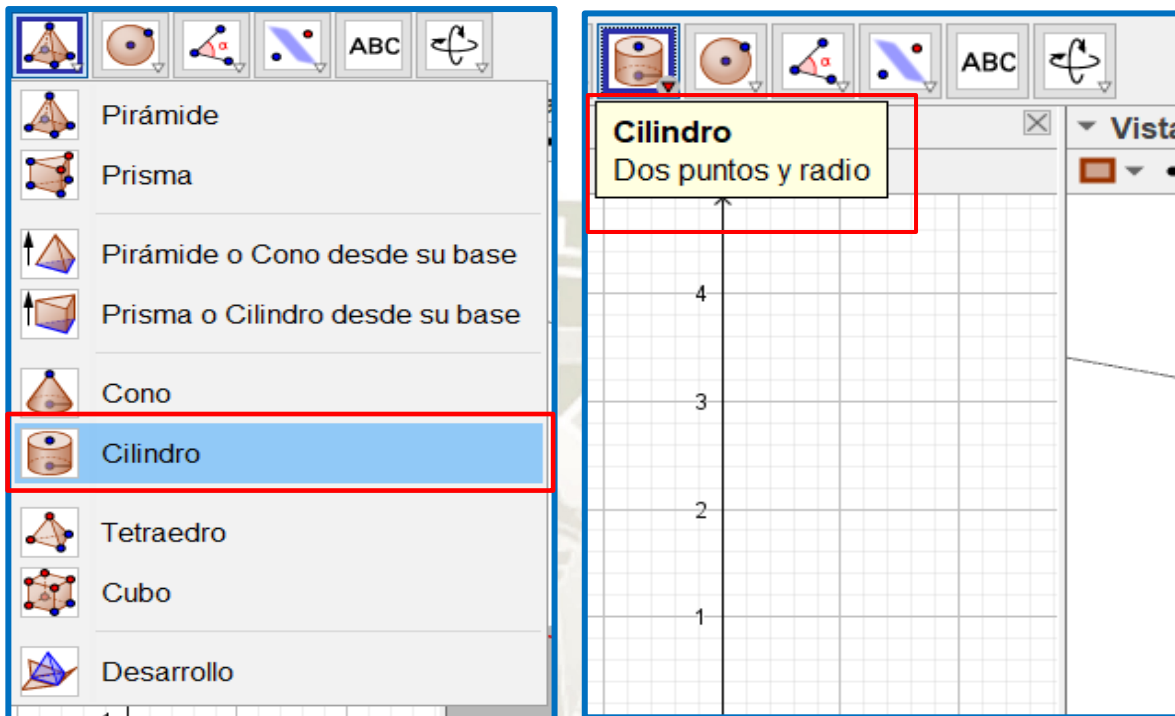 ABC
Pirámide
Prisma
Pirámide o Cono desde su base
Prisma o Cilindro desde su base
Cono
Cilindro
Tetraedro
Cubo
Desarrollo
1
ABC
Cilindro
Dos puntos y radio
Vista
4
3
2
1